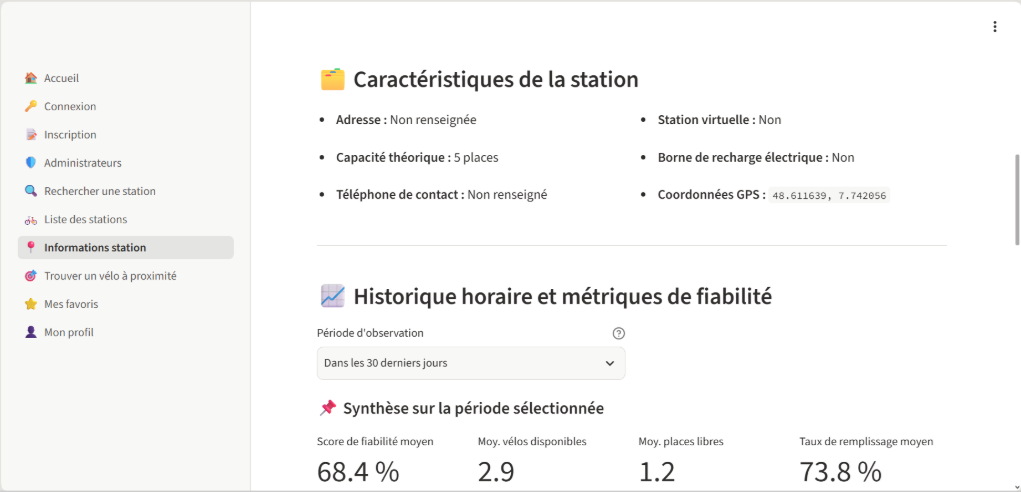 Accueil
Connexion
Inscription
Administrateurs
Rechercher une station
Liste des stations
Informations station
Trouver un vélo à proximité
Mes favoris
Mon profil
Caractéristiques de la station
Adresse : Non renseignée
Station virtuelle : Non
Capacité théorique : 5 places
Borne de recharge électrique : Non
Téléphone de contact : Non renseigné
Coordonnées GPS : 48.611639, 7.742056
Historique horaire et métriques de fiabilité
Période d'observation
Dans les 30 derniers jours
Synthèse sur la période sélectionnée
Score de fiabilité moyen
Moy. vélos disponibles
Moy. places libres
Taux de remplissage moyen
68.4 %
2.9
1.2
73.8 %